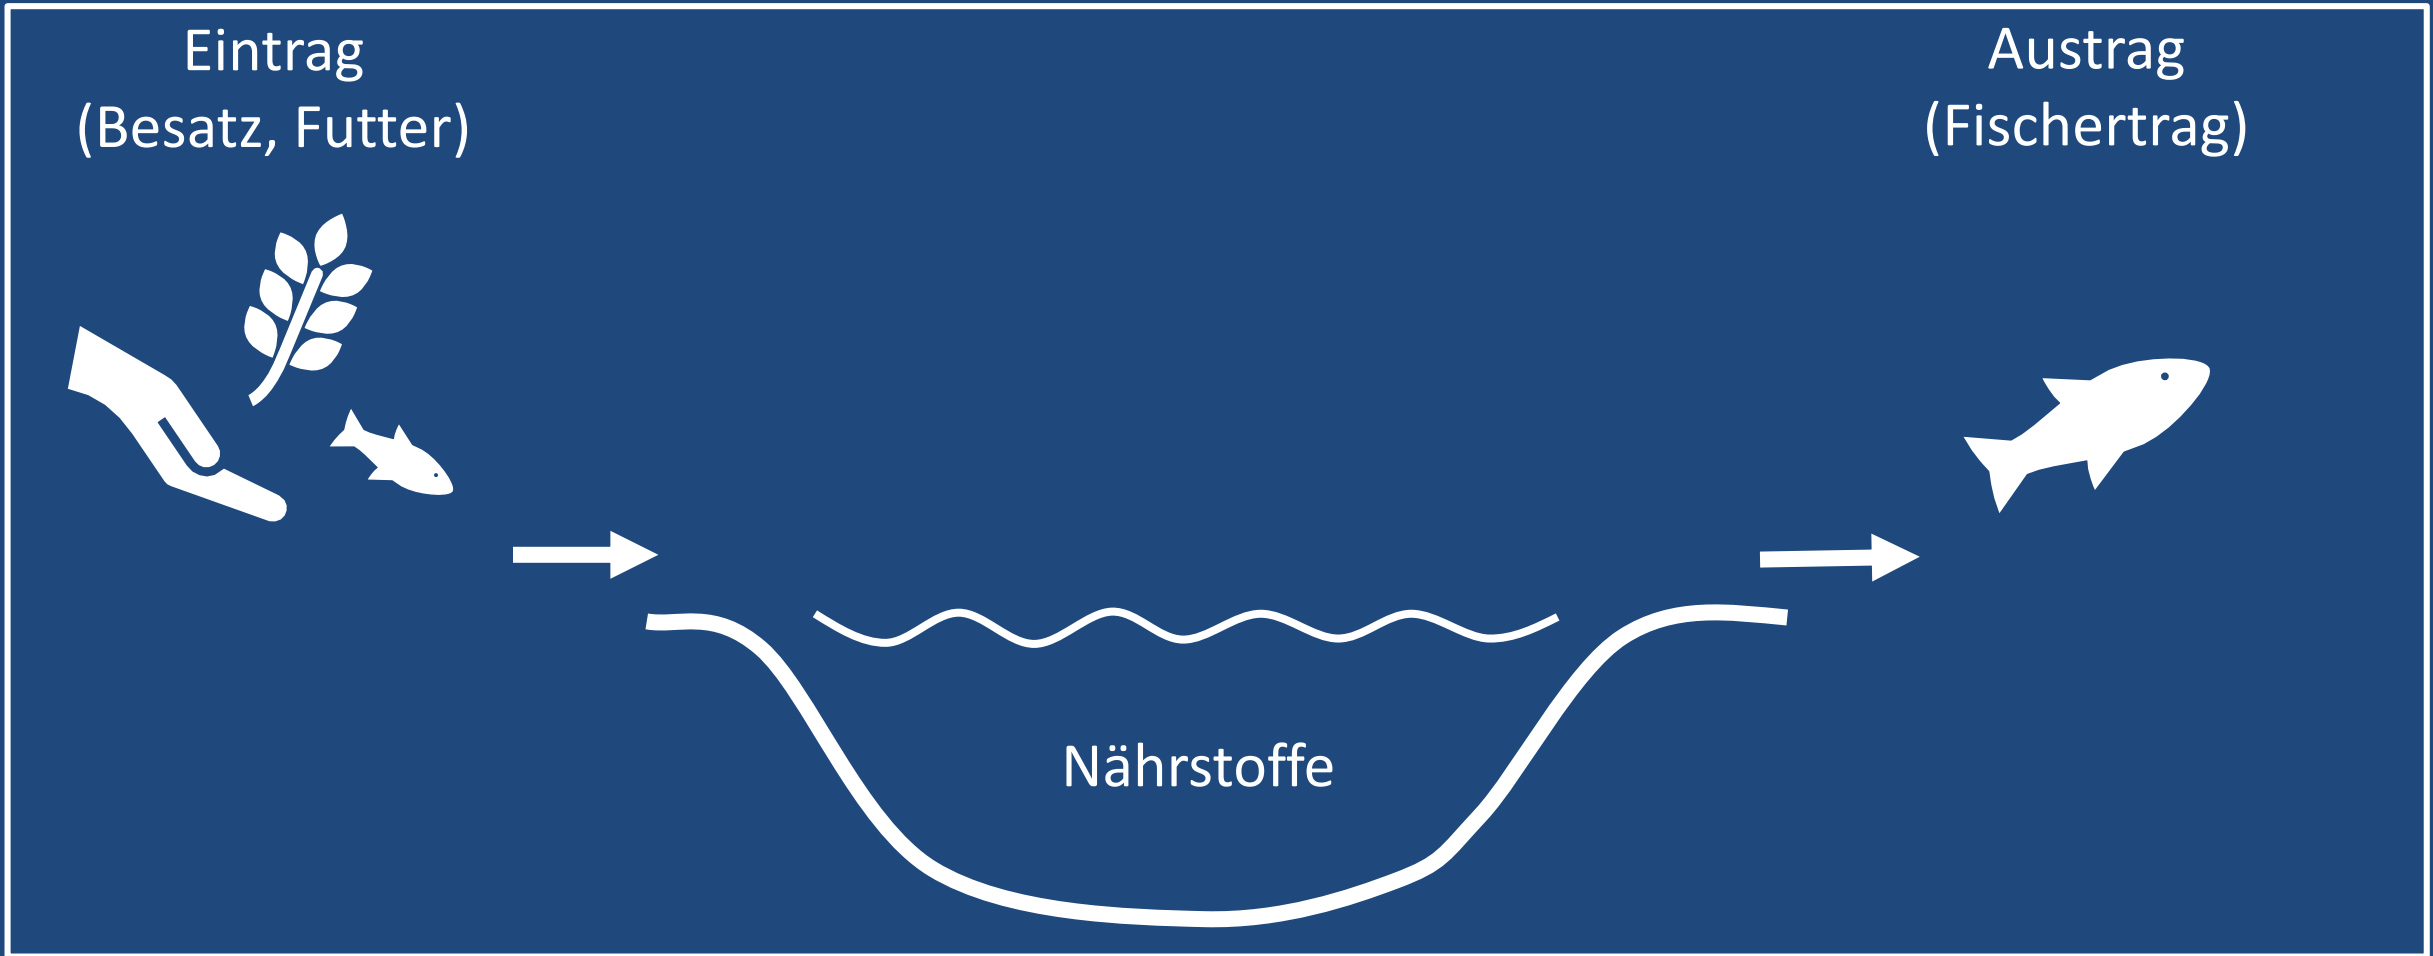 Eintrag
(Besatz, Futter)
Austrag
(Fischertrag)
Nährstoffe